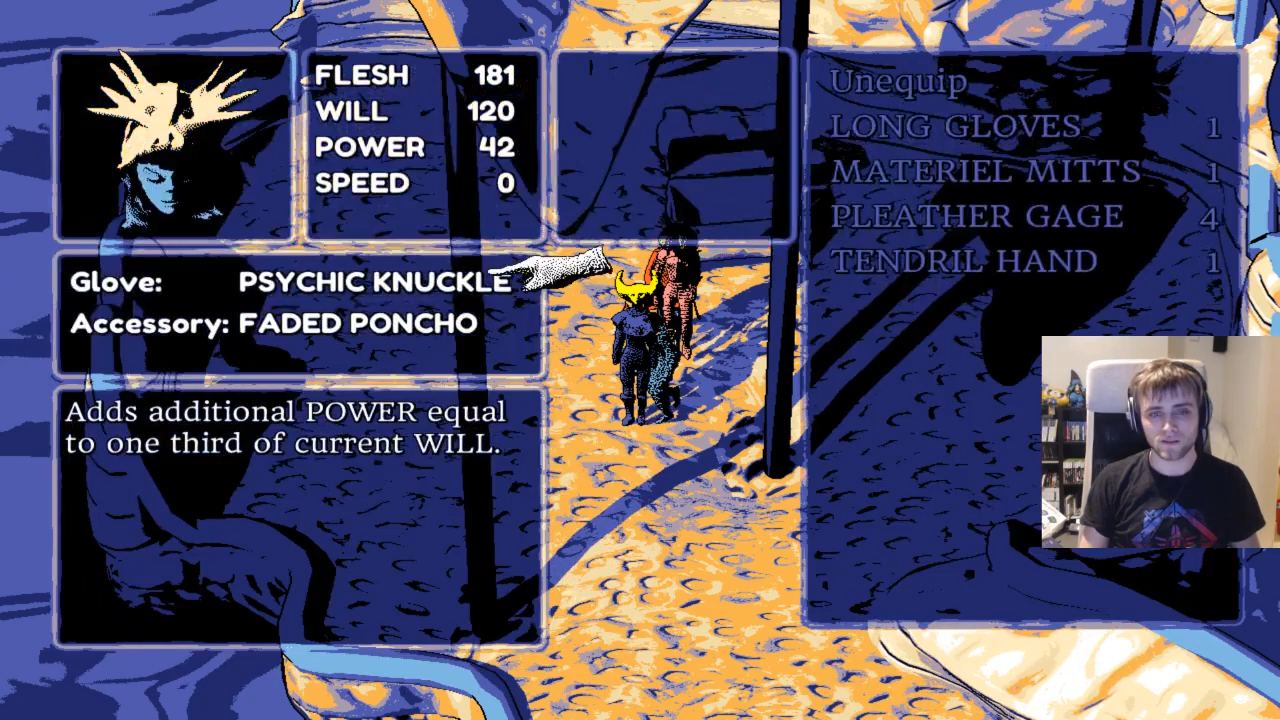 FLESH 181
WILL 120
POWER 42
SPEED 0
Glove: PSYCHIC KNUCKLE
Accessory: FADED PONCHO
Adds additional POWER equal
to one third of current WILL.
Unequip
LONG GLOVES 1
MATERIEL MITTS 1
PLEATHER GAGE 4
TENDRIL HAND 1